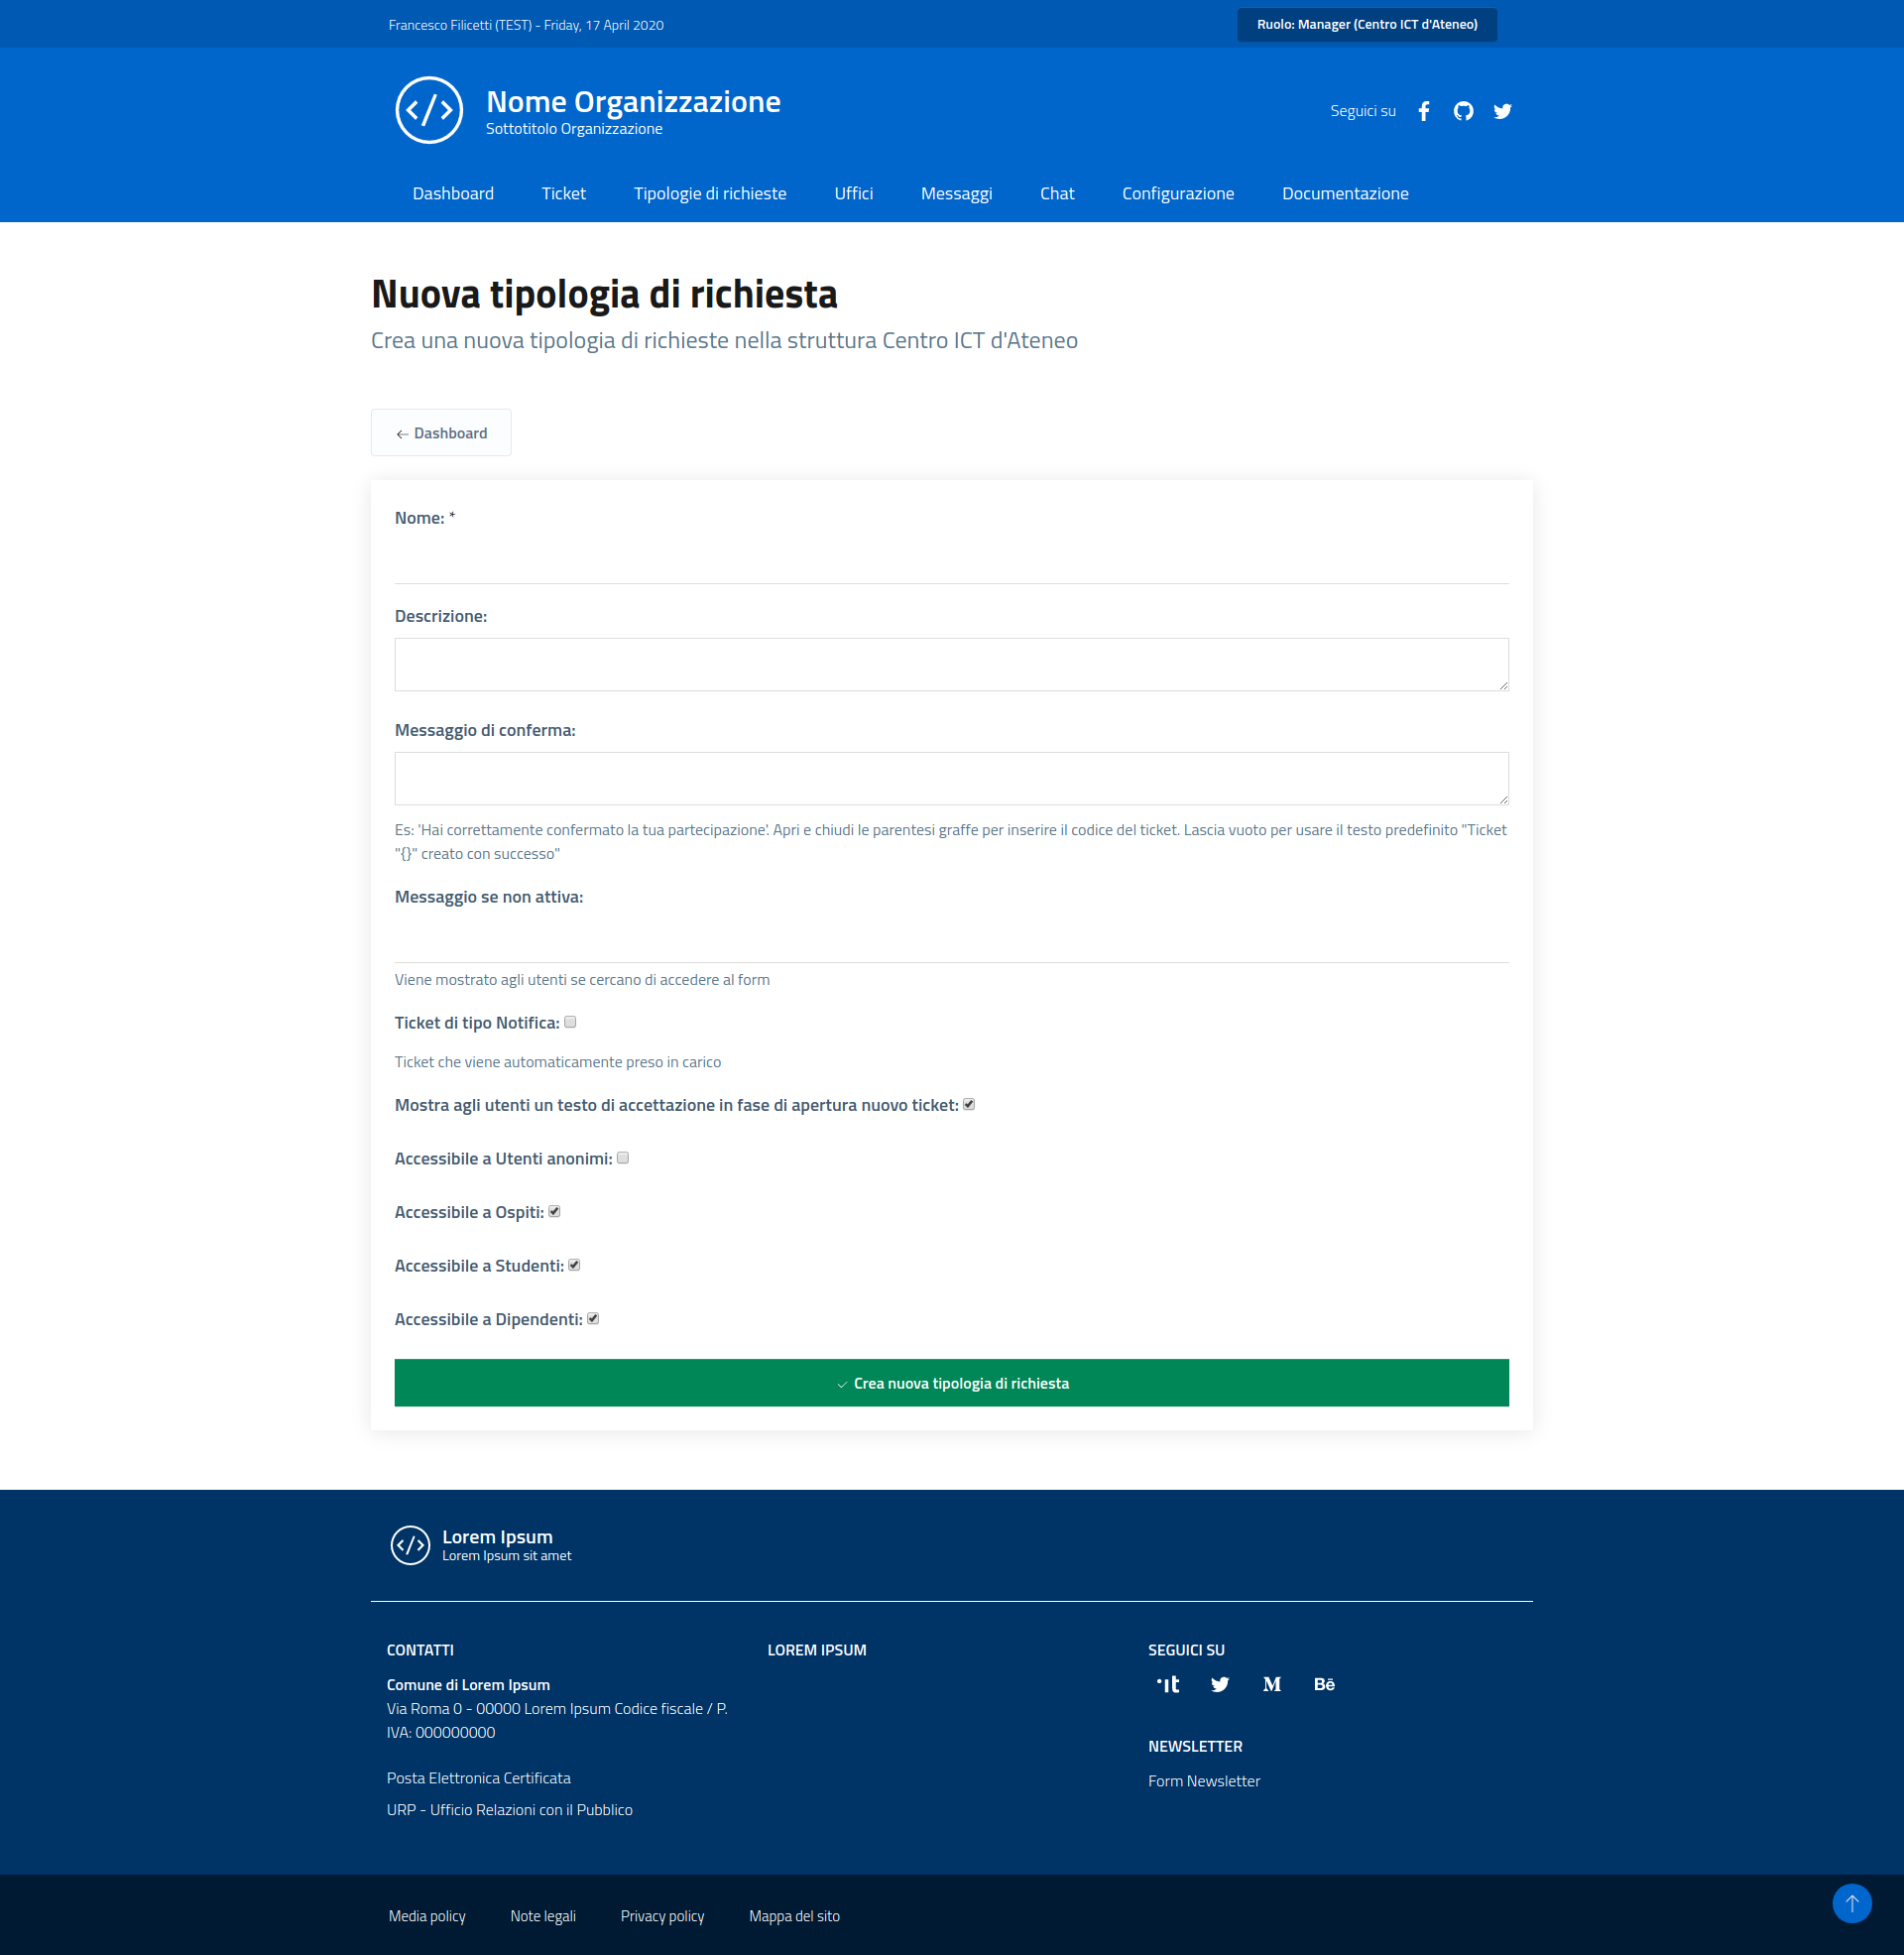 Francesco Filicetti (TEST) - Friday, 17 April 2020
Ruolo: Manager (Centro ICT d'Ateneo)
Nome Organizzazione
Sottotitolo Organizzazione
Seguici su
Dashboard Ticket Tipologie di richieste Uffici Messaggi Chat Configurazione Documentazione
Nuova tipologia di richiesta
Crea una nuova tipologia di richieste nella struttura Centro ICT d'Ateneo
← Dashboard
Nome: *
Descrizione:
Messaggio di conferma:
Es: 'Hai correttamente confermato la tua partecipazione'. Apri e chiudi le parentesi graffe per inserire il codice del ticket. Lascia vuoto per usare il testo predefinito "Ticket
"{}" creato con successo"
Messaggio se non attiva:
Viene mostrato agli utenti se cercano di accedere al form
Ticket di tipo Notifica:
Ticket che viene automaticamente preso in carico
Mostra agli utenti un testo di accettazione in fase di apertura nuovo ticket:
Accessibile a Utenti anonimi:
Accessibile a Ospiti:
Accessibile a Studenti:
Accessibile a Dipendenti:
Crea nuova tipologia di richiesta
Lorem Ipsum
Lorem Ipsum sit amet
CONTATTI
Comune di Lorem Ipsum
Via Roma 0 - 00000 Lorem Ipsum Codice fiscale / P.
IVA: 000000000
Posta Elettronica Certificata
URP - Ufficio Relazioni con il Pubblico
LOREM IPSUM
SEGUICI SU
NEWSLETTER
Form Newsletter
Media policy Note legali Privacy policy Mappa del sito